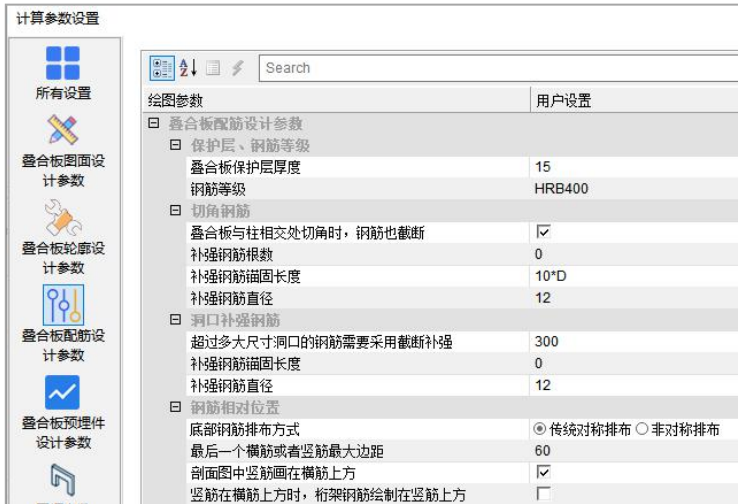 计算参数设置
所有设置
叠合板图面设
计参数
叠合板轮廓设
计参数
叠合板配筋设
计参数
叠合板预埋件
设计参数
Search
绘图参数 用户设置
叠合板配筋设计参数
保护层、钢筋等级
叠合板保护层厚度 15
钢筋等级 HRB400
切角钢筋
叠合板与柱相交处切角时，钢筋也截断
补强钢筋根数 0
补强钢筋锚固长度 10*D
补强钢筋直径 12
洞口补强钢筋
超过多大尺寸洞口的钢筋需要采用截断补强 300
补强钢筋锚固长度 0
补强钢筋直径 12
钢筋相对位置
底部钢筋排布方式 传统对称排布 非对称排布
最后一个横筋或者竖筋最大边距 60
剖面图中竖筋画在横筋上方
竖筋在横筋上方时，桁架钢筋绘制在竖筋上方